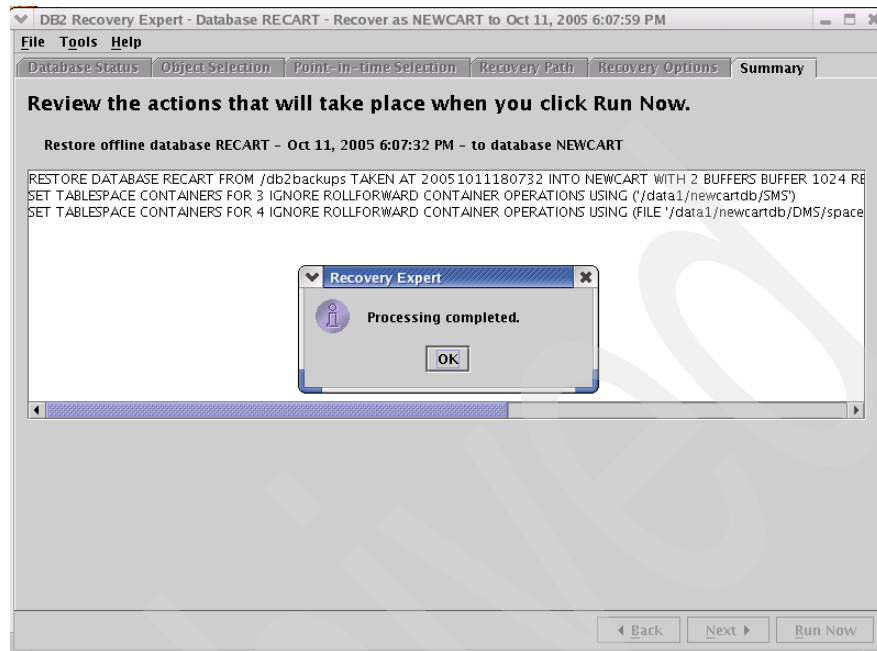 DB2 Recovery Expert - Database RECART - Recover as NEWCART to Oct 11, 2005 6:07:59 PM
File Tools Help
Database Status Object Selection Point-in-time Selection Recovery Path Recovery Options Summary
Review the actions that will take place when you click Run Now.
Restore offline database RECART - Oct 11, 2005 6:07:32 PM - to database NEWCART
RESTORE DATABASE RECART FROM /db2backups TAKEN AT 20051011180732 INTO NEWCART WITH 2 BUFFERS BUFFER 1024 RE
SET TABLESPACE CONTAINERS FOR 3 IGNORE ROLLFORWARD CONTAINER OPERATIONS USING ('/data1/newcartdb/SMS')
SET TABLESPACE CONTAINERS FOR 4 IGNORE ROLLFORWARD CONTAINER OPERATIONS USING (FILE '/data1/newcartdb/DMS/space
Recovery Expert
Processing completed.
OK
Back Next Run Now